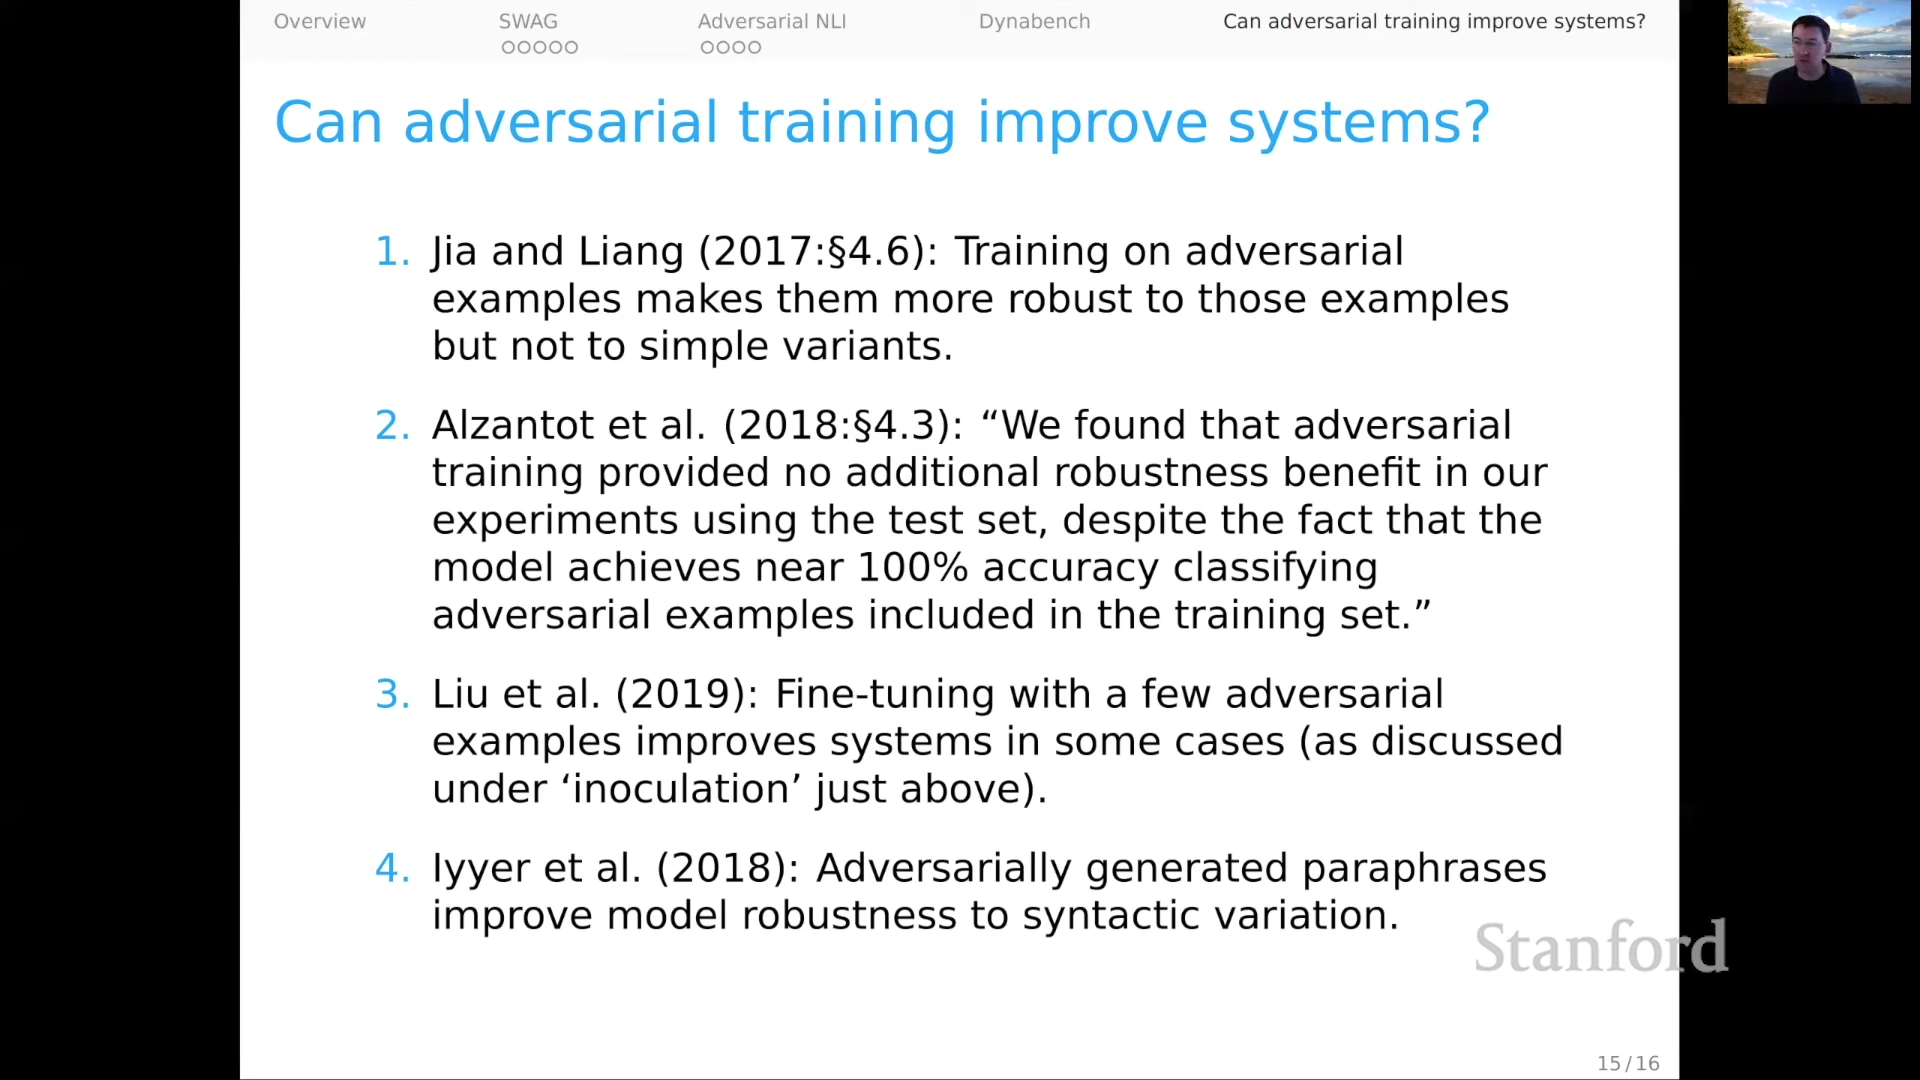 Overview SWAG Adversarial NLI Dynabench Can adversarial training improve systems?
Can adversarial training improve systems?
1. Jia and Liang (2017:§4.6): Training on adversarial
examples makes them more robust to those examples
but not to simple variants.
2. Alzantot et al. (2018:§4.3): “We found that adversarial
training provided no additional robustness benefit in our
experiments using the test set, despite the fact that the
model achieves near 100% accuracy classifying
adversarial examples included in the training set.”
3. Liu et al. (2019): Fine-tuning with a few adversarial
examples improves systems in some cases (as discussed
under ‘inoculation’ just above).
4. Iyyer et al. (2018): Adversarially generated paraphrases
improve model robustness to syntactic variation.
Stanford
15 / 16